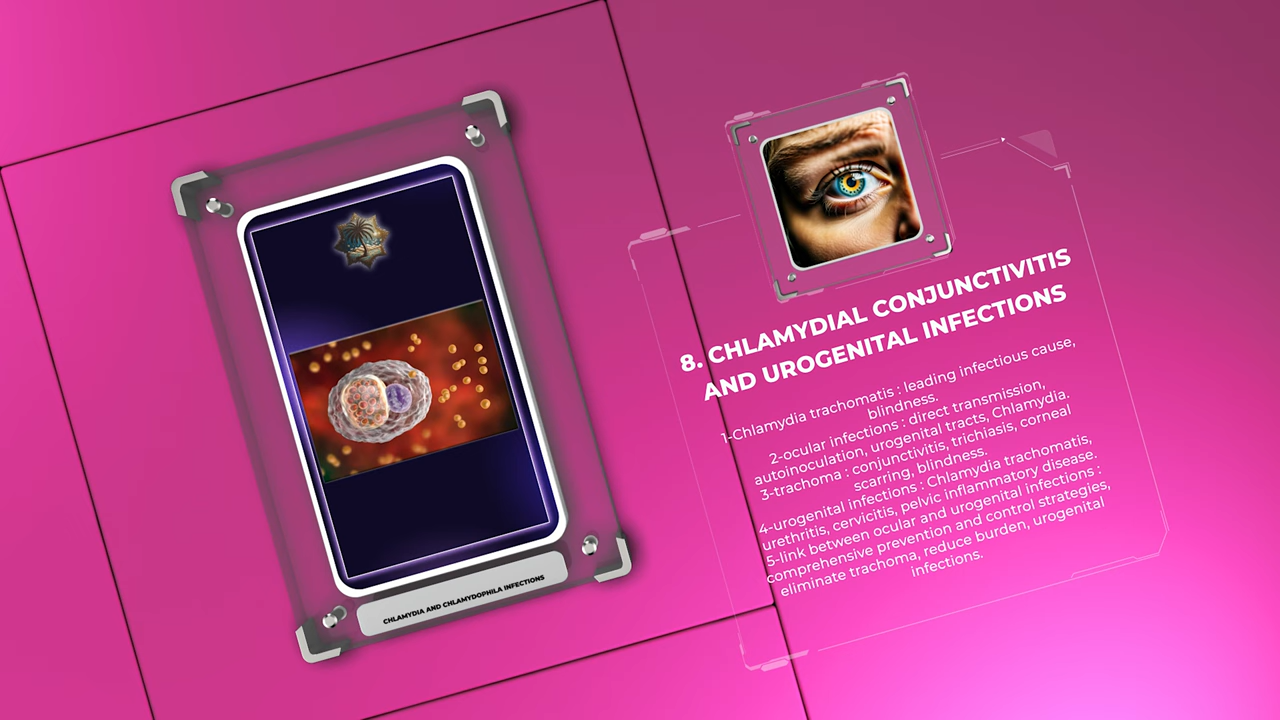 8. CHLAMYDIAL CONJUNCTIVITIS
AND UROGENITAL INFECTIONS
1-Chlamydia trachomatis : leading infectious cause,
blindness.
2-ocular infections : direct transmission,
autoinoculation, urogenital tracts, Chlamydia.
3-trachoma : conjunctivitis, trichiasis, corneal
scarring, blindness.
4-urogenital infections : Chlamydia trachomatis,
urethritis, cervicitis, pelvic inflammatory disease.
5-link between ocular and urogenital infections :
comprehensive prevention and control strategies,
eliminate trachoma, reduce burden, urogenital
infections.
CHLAMYDIA AND CHLAMYDOPHILA INFECTIONS